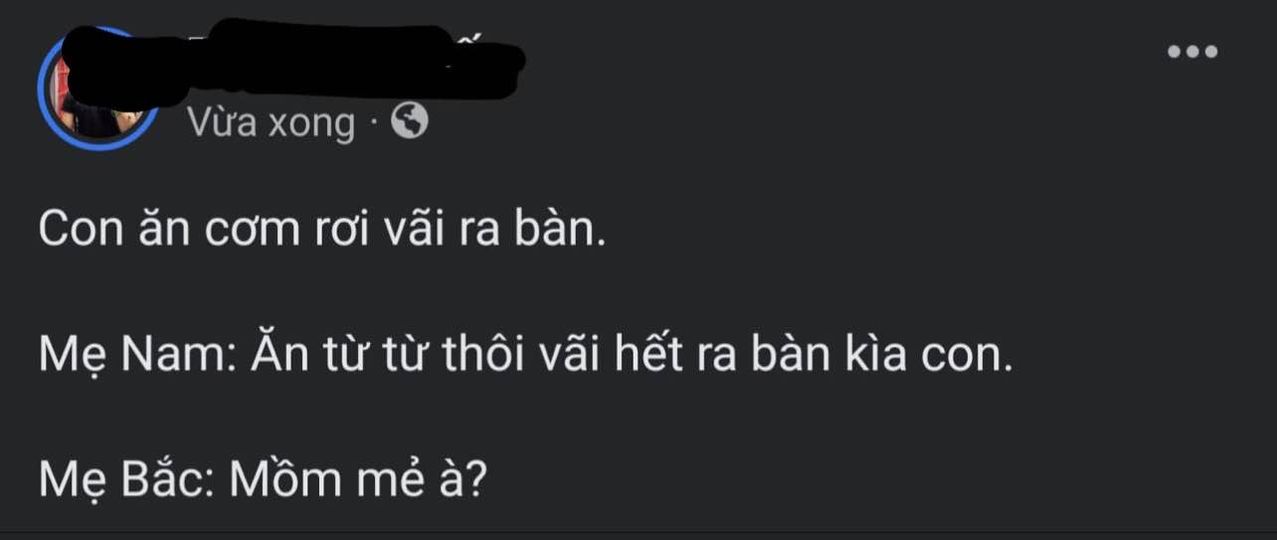 Vừa xong ·
Con ăn cơm rơi vãi ra bàn.
Mẹ Nam: Ăn từ từ thôi vãi hết ra bàn kìa con.
Mẹ Bắc: Mồm mẻ à?